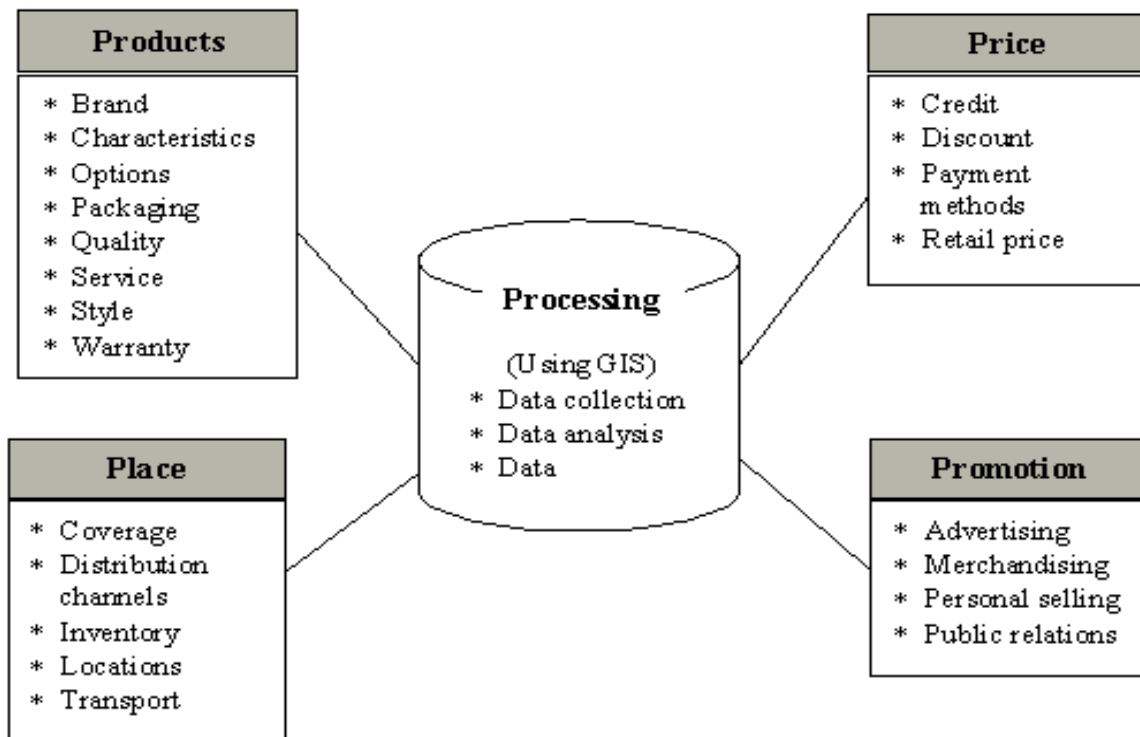 Products
* Brand
* Characteristics
* Options
* Packaging
* Quality
* Service
* Style
* Warranty
Price
* Credit
* Discount
* Payment
methods
* Retail price
Processing
(Using GIS)
* Data collection
* Data analysis
* Data
Place
* Coverage
* Distribution
channels
* Inventory
* Locations
* Transport
Promotion
* Advertising
* Merchandising
* Personal selling
* Public relations